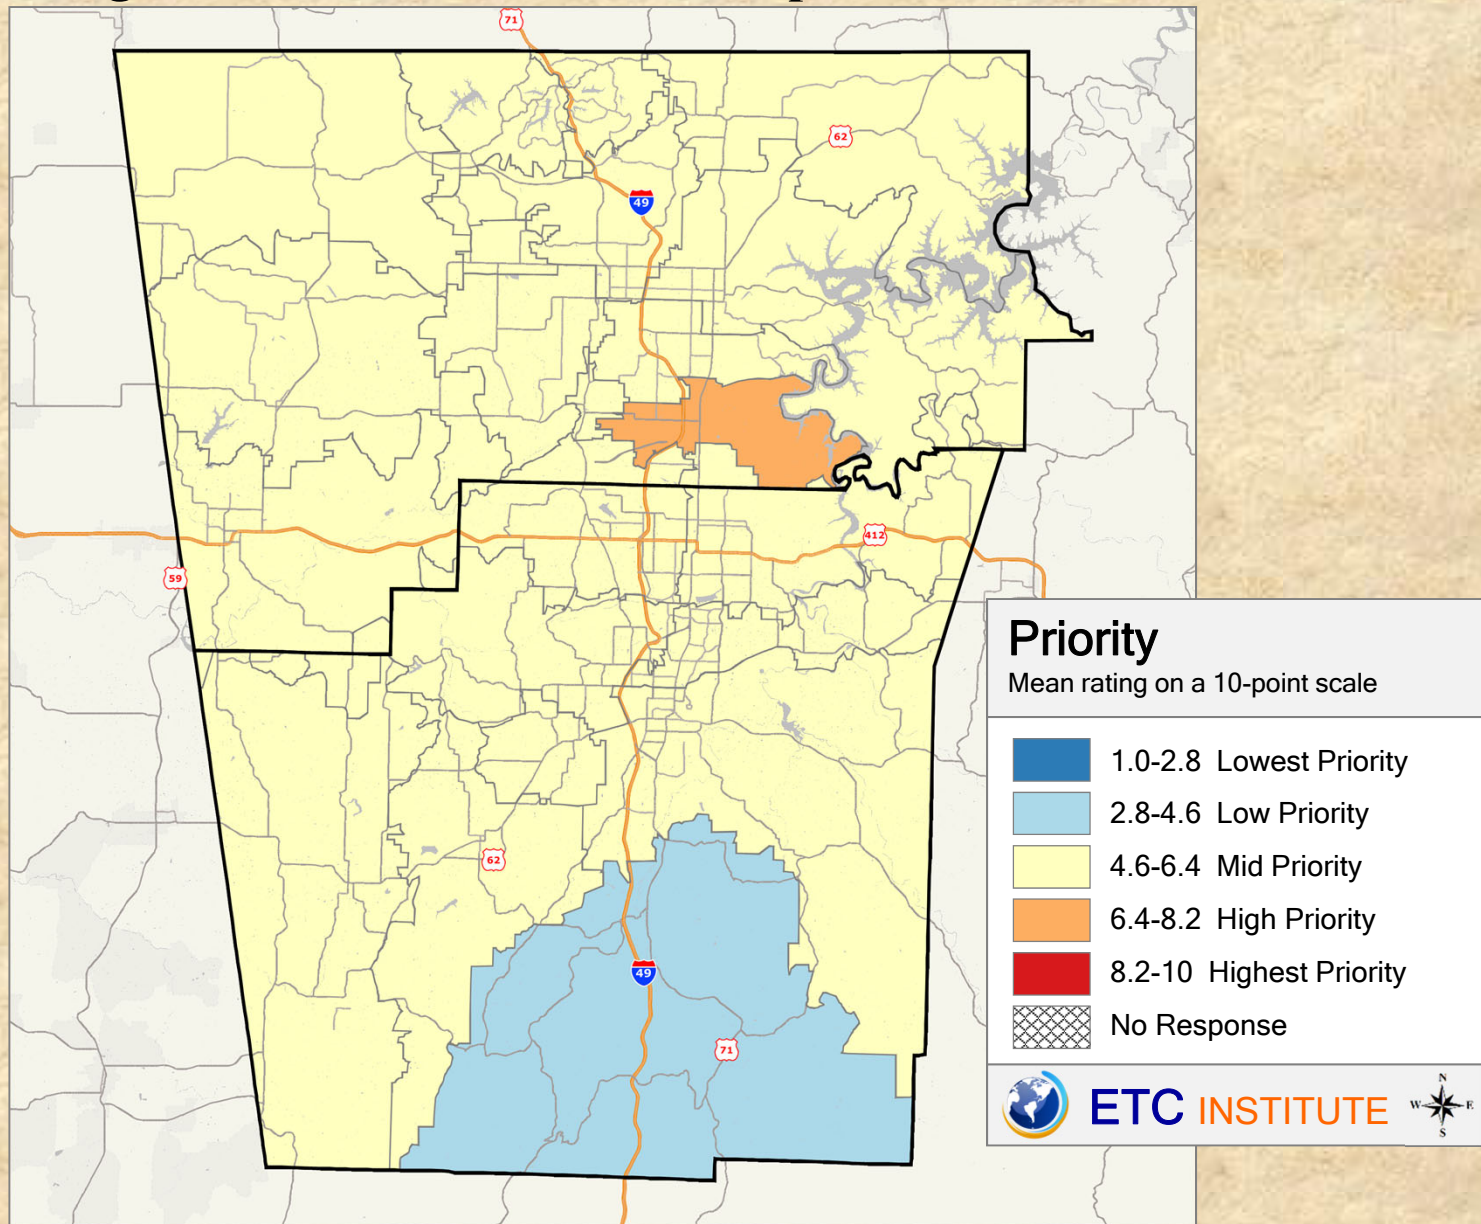 71
62
49
412
59
62
49
71
Priority
Mean rating on a 10-point scale
1.0-2.8 Lowest Priority
2.8-4.6 Low Priority
4.6-6.4 Mid Priority
6.4-8.2 High Priority
8.2-10 Highest Priority
No Response
ETC INSTITUTE
N
W E
S